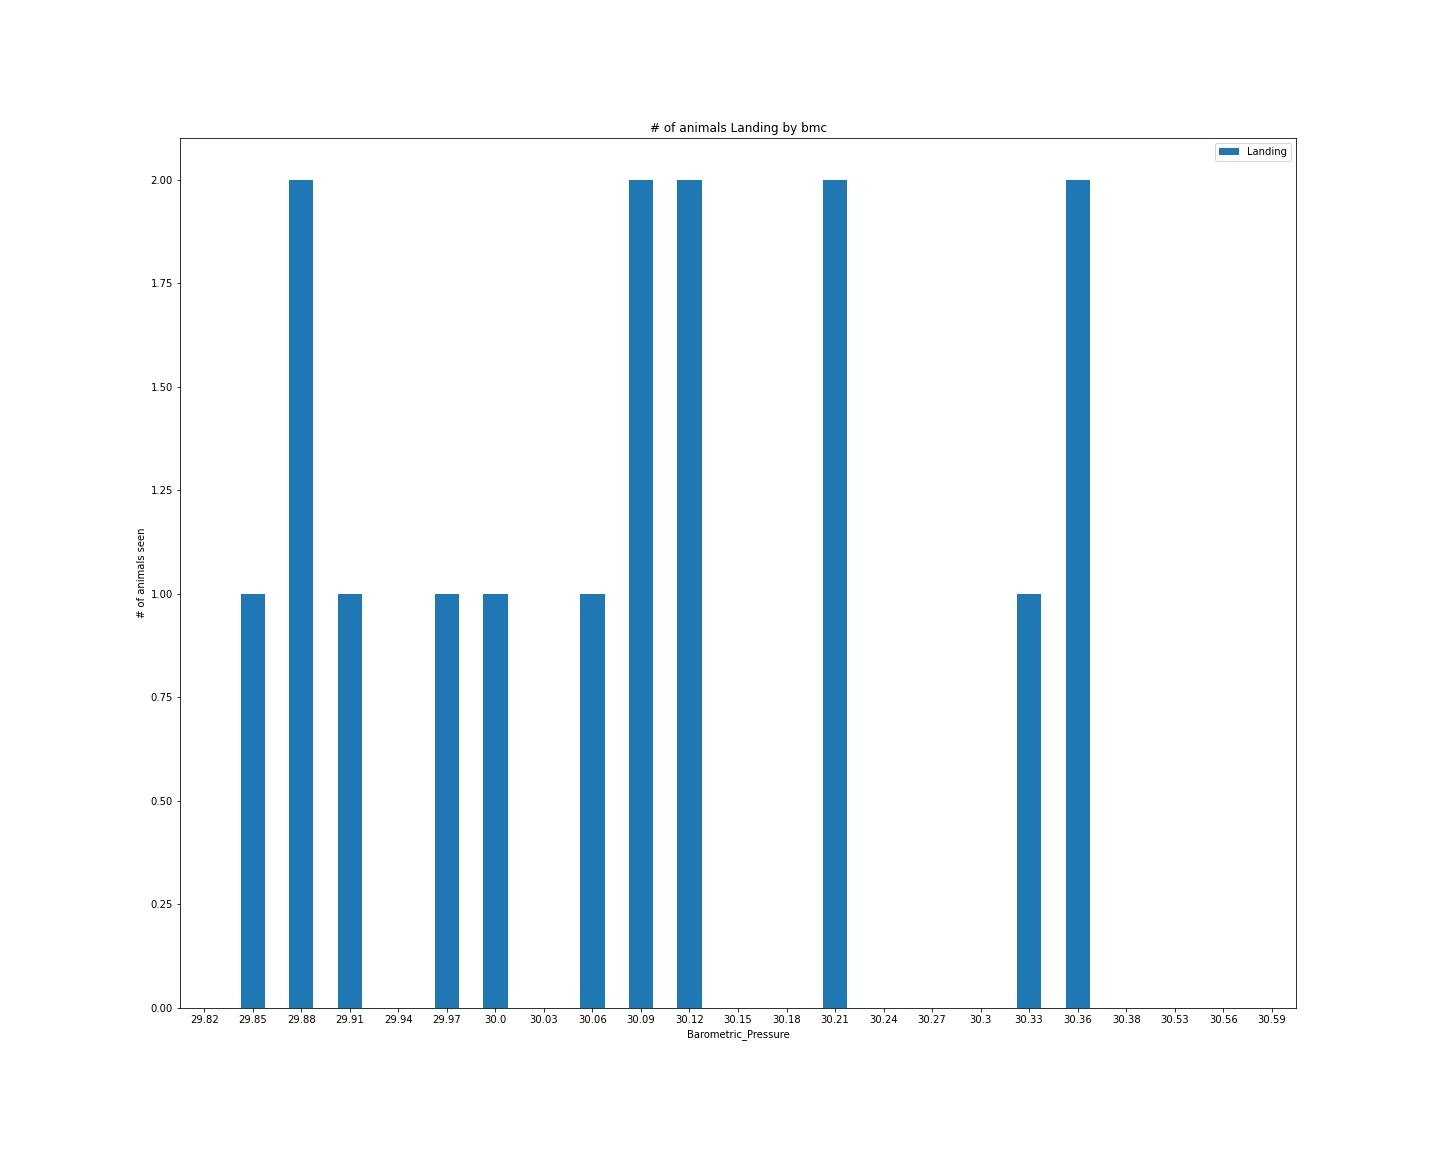 # of animals Landing by bmc
Landing
2.00
1.75
1.50
1.25
1.00
0.75
0.50
0.25
0.00
# of animals seen
29.82 29.85 29.88 29.91 29.94 29.97 30.0 30.03 30.06 30.09 30.12 30.15 30.18 30.21 30.24 30.27 30.3 30.33 30.36 30.38 30.53 30.56 30.59
Barometric_Pressure